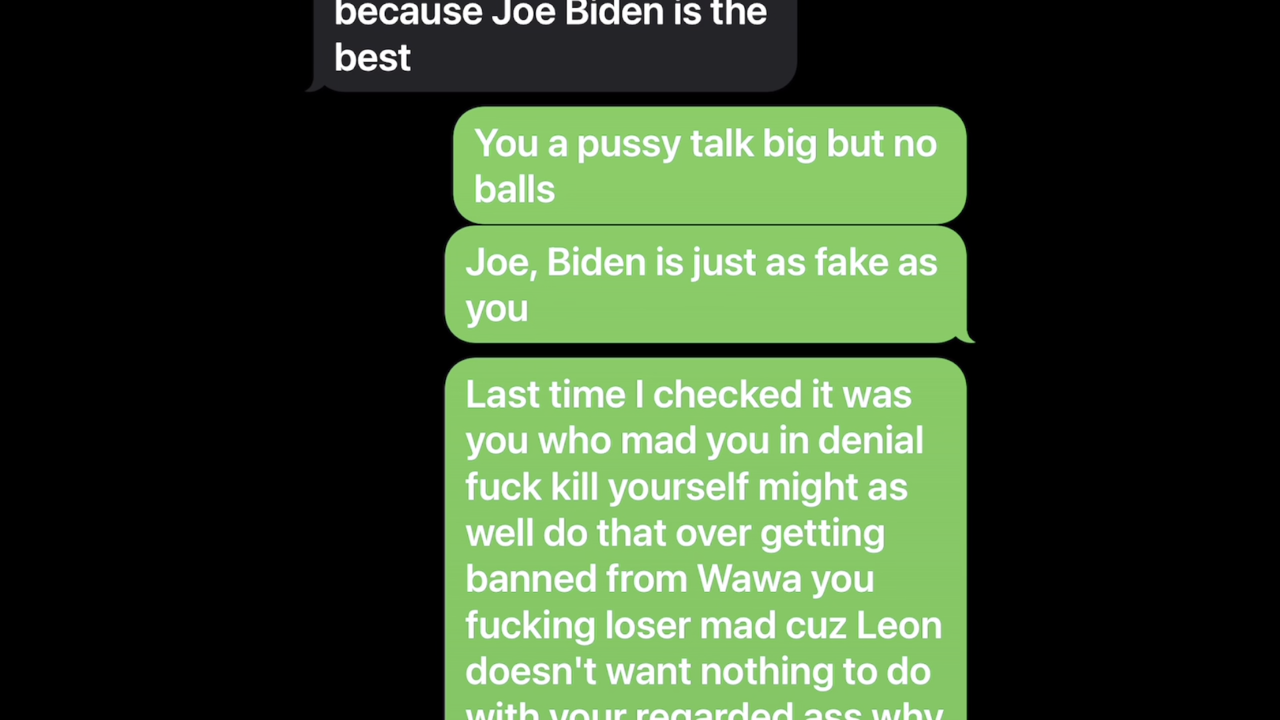 because Joe Biden is the
best
You a pussy talk big but no
balls
Joe, Biden is just as fake as
you
Last time I checked it was
you who mad you in denial
fuck kill yourself might as
well do that over getting
banned from Wawa you
fucking loser mad cuz Leon
doesn't want nothing to do
with your regarded ass why